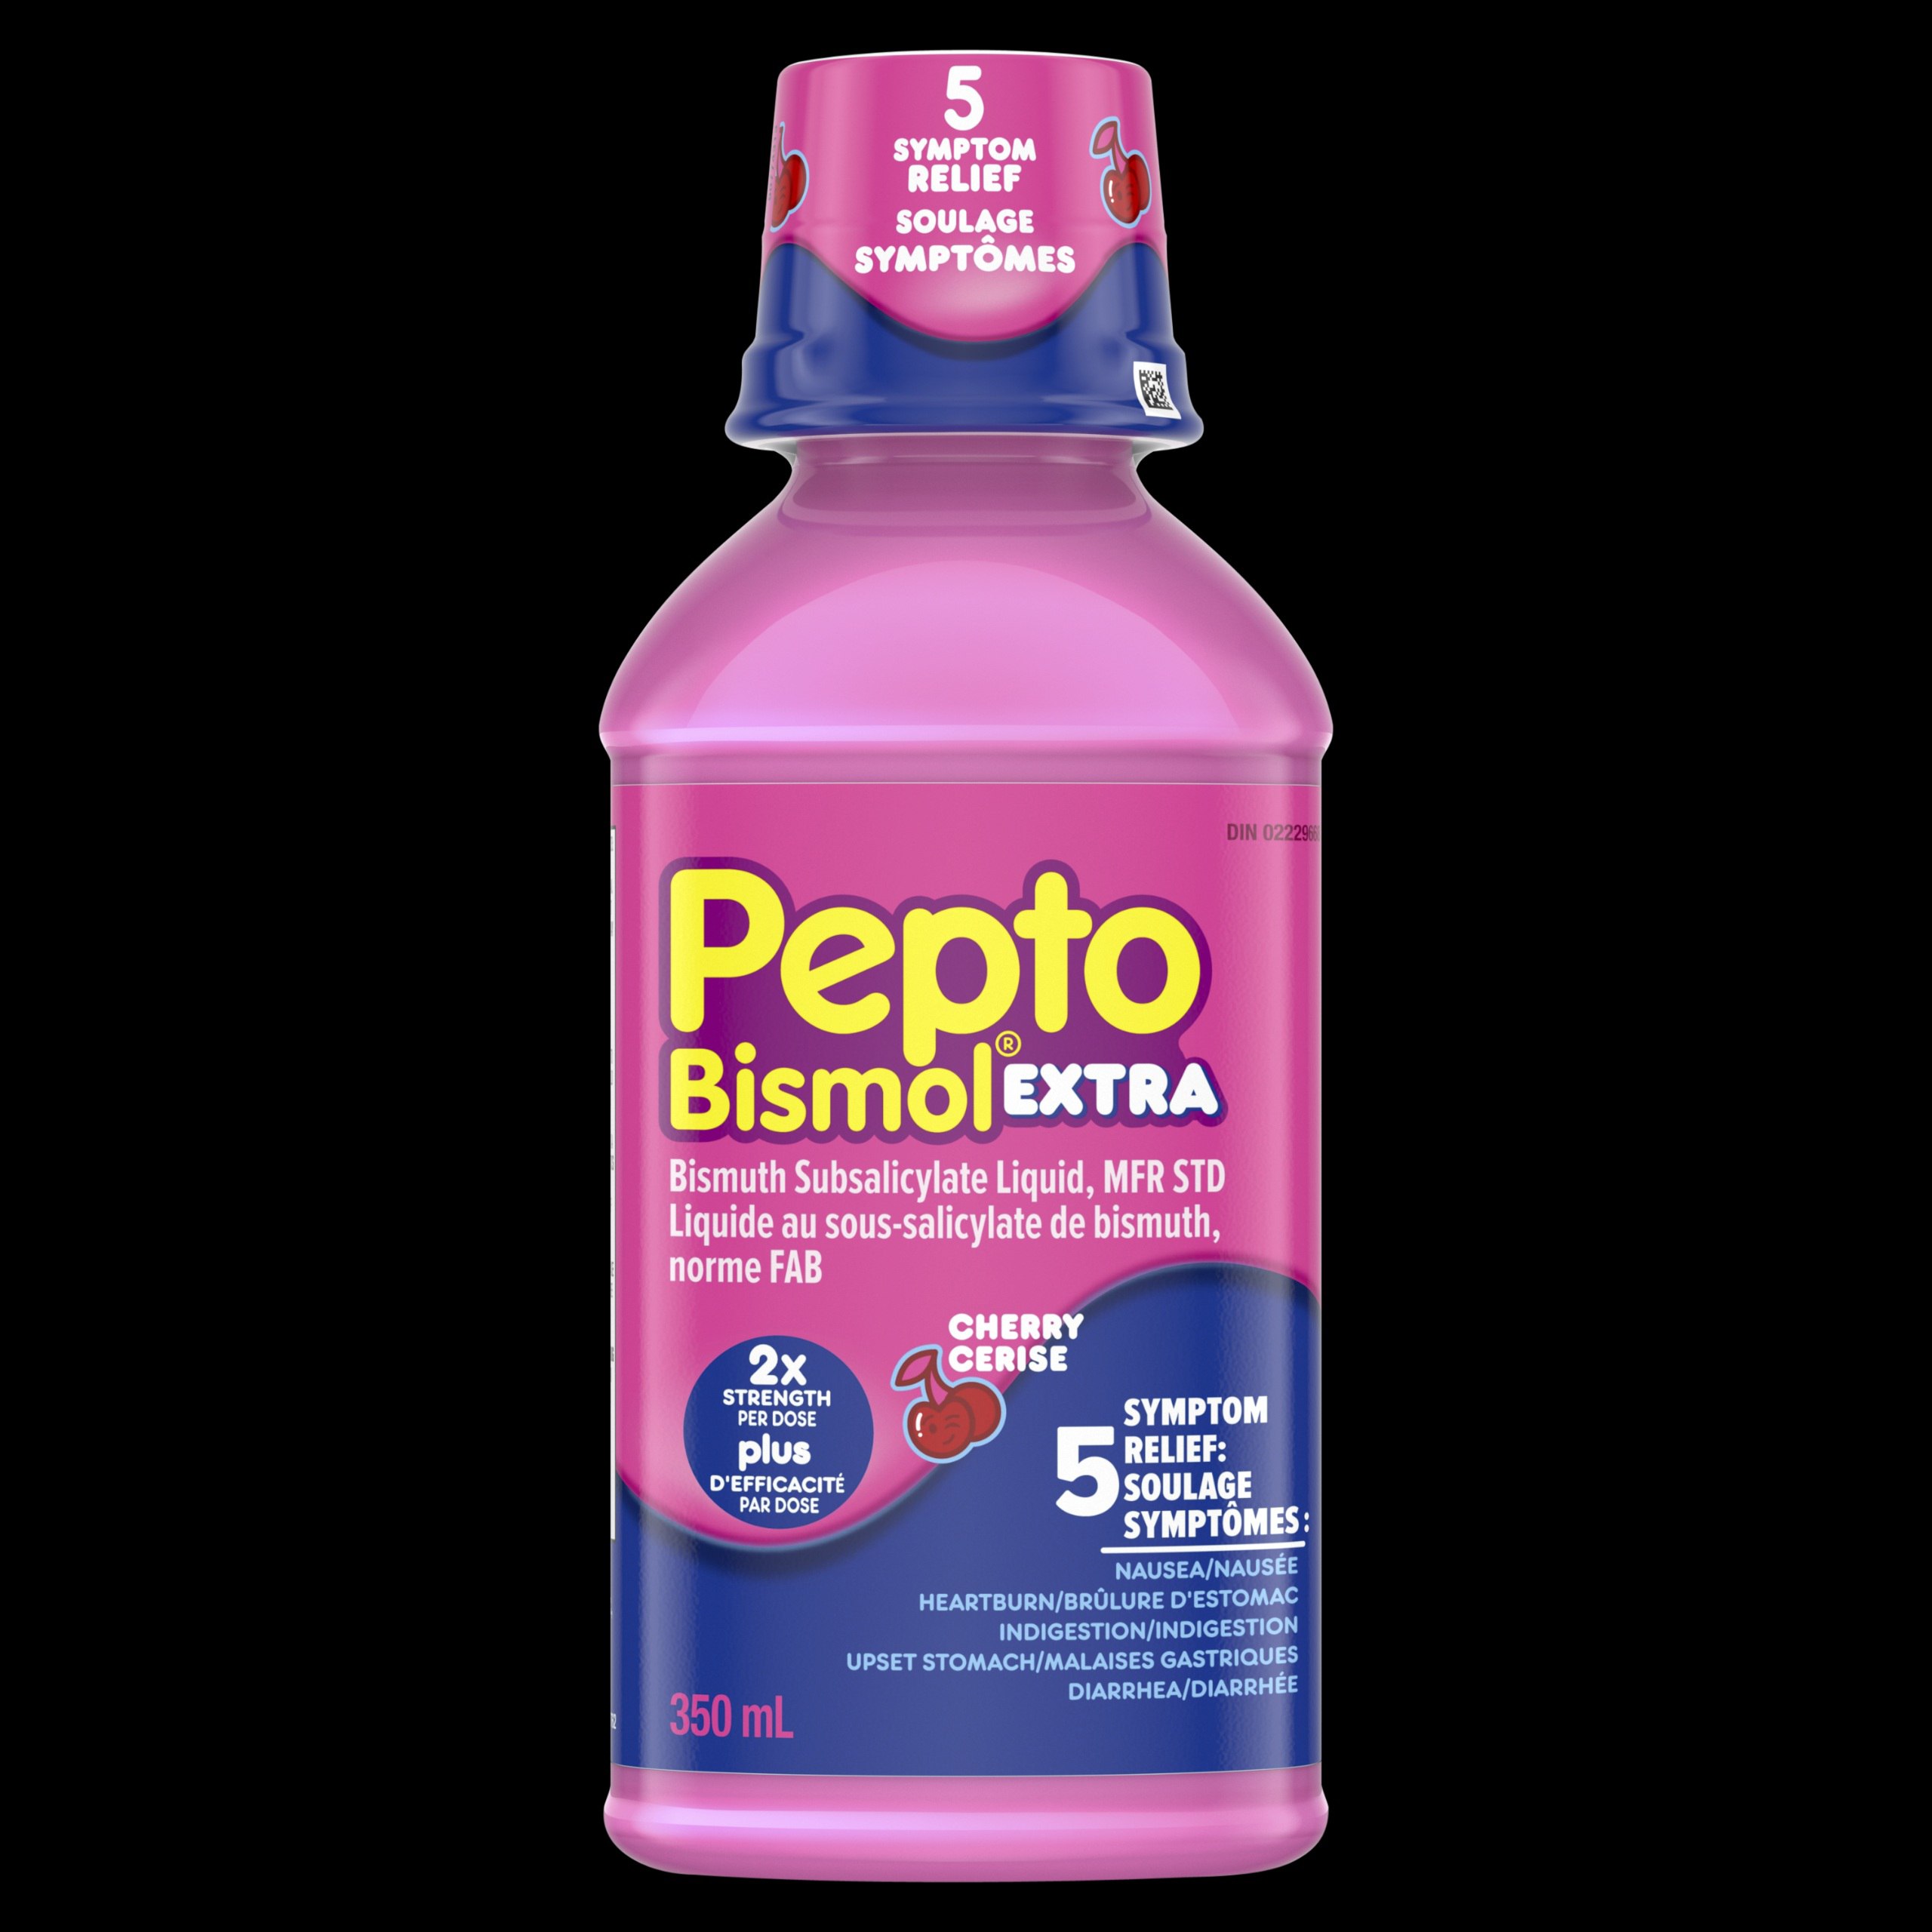 5
SYMPTOM
RELIEF
SOULAGE
SYMPTÔMES
Pepto
Bismol® EXTRA
Bismuth Subsalicylate Liquid, MFR STD
Liquide au sous-salicylate de bismuth,
norme FAB
CHERRY
CERISE
2x
STRENGTH
PER DOSE
plus
D'EFFICACITÉ
PAR DOSE
5
SYMPTOM
RELIEF:
SOULAGE
SYMPTÔMES :
NAUSEA/NAUSÉE
HEARTBURN/BRÛLURE D'ESTOMAC
INDIGESTION/INDIGESTION
UPSET STOMACH/MALAISES GASTRIQUES
DIARRHEA/DIARRHÉE
350 mL